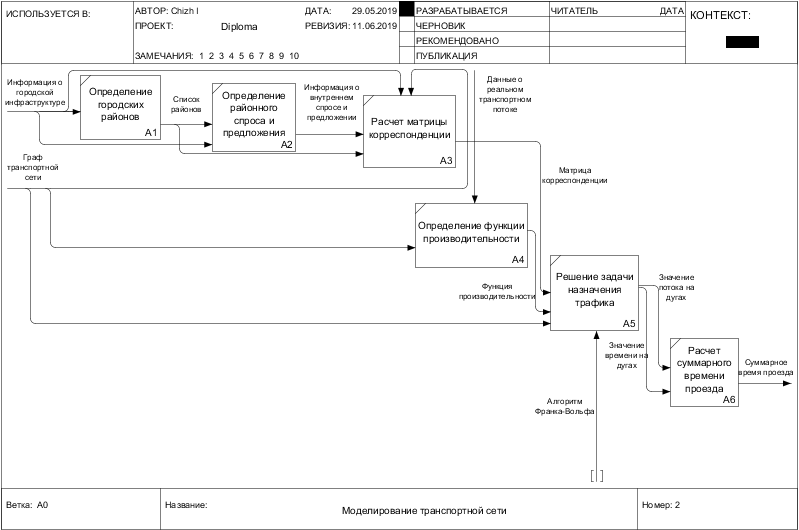 ИСПОЛЬЗУЕТСЯ В:
АВТОР: Chizh I
ДАТА: 29.05.2019
ПРОЕКТ: Diploma
РЕВИЗИЯ: 11.06.2019
ЗАМЕЧАНИЯ: 1 2 3 4 5 6 7 8 9 10
РАЗРАБАТЫВАЕТСЯ
ЧЕРНОВИК
РЕКОМЕНДОВАНО
ПУБЛИКАЦИЯ
ЧИТАТЕЛЬ
ДАТА
КОНТЕКСТ:
Информация о
городской
инфраструктуре
Определение
городских
районов
A1
Список
районов
Определение
районного
спроса и
предложения
A2
Информация о
внутреннем
спросе и
предложении
Расчет матрицы
корреспонденции
A3
Данные о
реальном
транспортном
потоке
Граф
транспортной
сети
Матрица
корреспонденции
Определение функции
производительности
A4
Функция
производительности
Решение задачи
назначения
трафика
A5
Значение
потока на
дугах
Значение
времени на
дугах
Расчет
суммарного
времени
проезда
A6
Суммарное
время проезда
Алгоритм
Франка-Вольфа
[ ]
Ветка: A0
Название:
Моделирование транспортной сети
Номер: 2